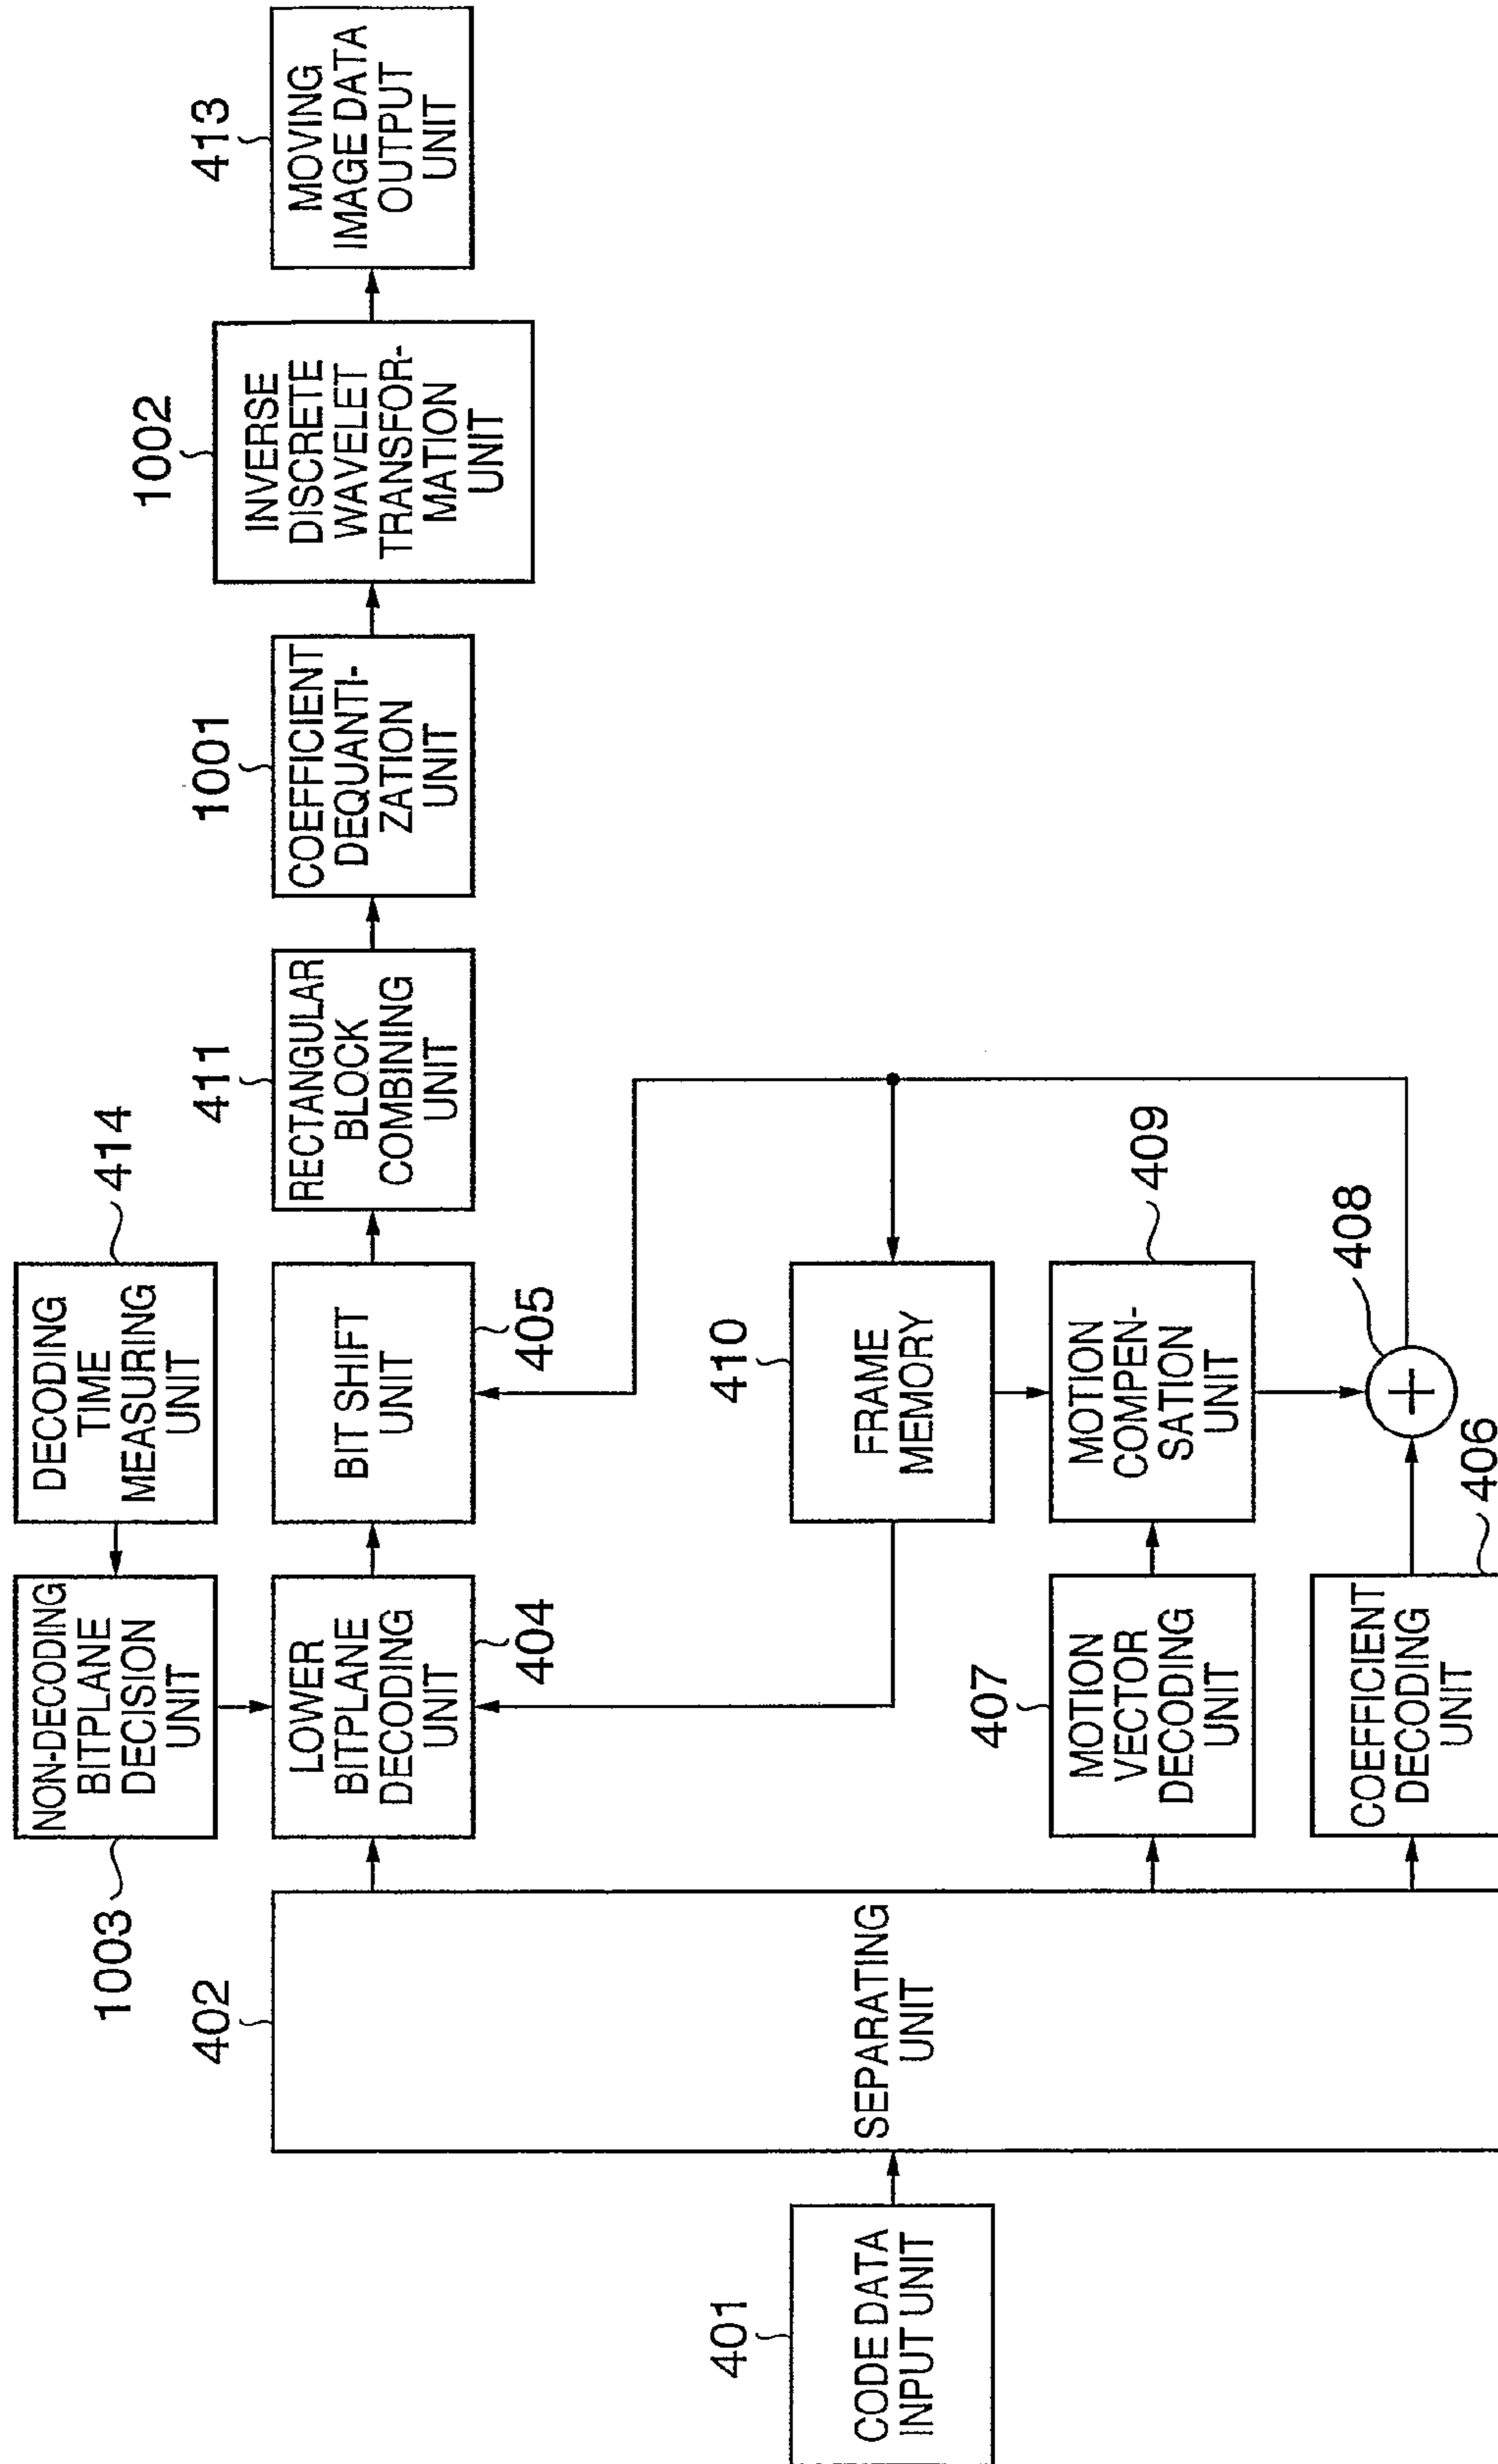 1003
NON-DECODING
BITPLANE
DECISION
UNIT
DECODING
TIME
MEASURING
UNIT
414
402
SEPARATING
UNIT
401
CODE DATA
INPUT UNIT
LOWER
BITPLANE
DECODING
UNIT
404
BIT SHIFT
UNIT
405
411
RECTANGULAR
BLOCK
COMBINING
UNIT
1001
COEFFICIENT
DEQUANTI-
ZATION
UNIT
1002
INVERSE
DISCRETE
WAVELET
TRANSFOR-
MATION
UNIT
413
MOVING
IMAGE DATA
OUTPUT
UNIT
410
FRAME
MEMORY
407
MOTION
VECTOR
DECODING
UNIT
MOTION
COMPEN-
SATION
UNIT
409
408
+
COEFFICIENT
DECODING
UNIT
406